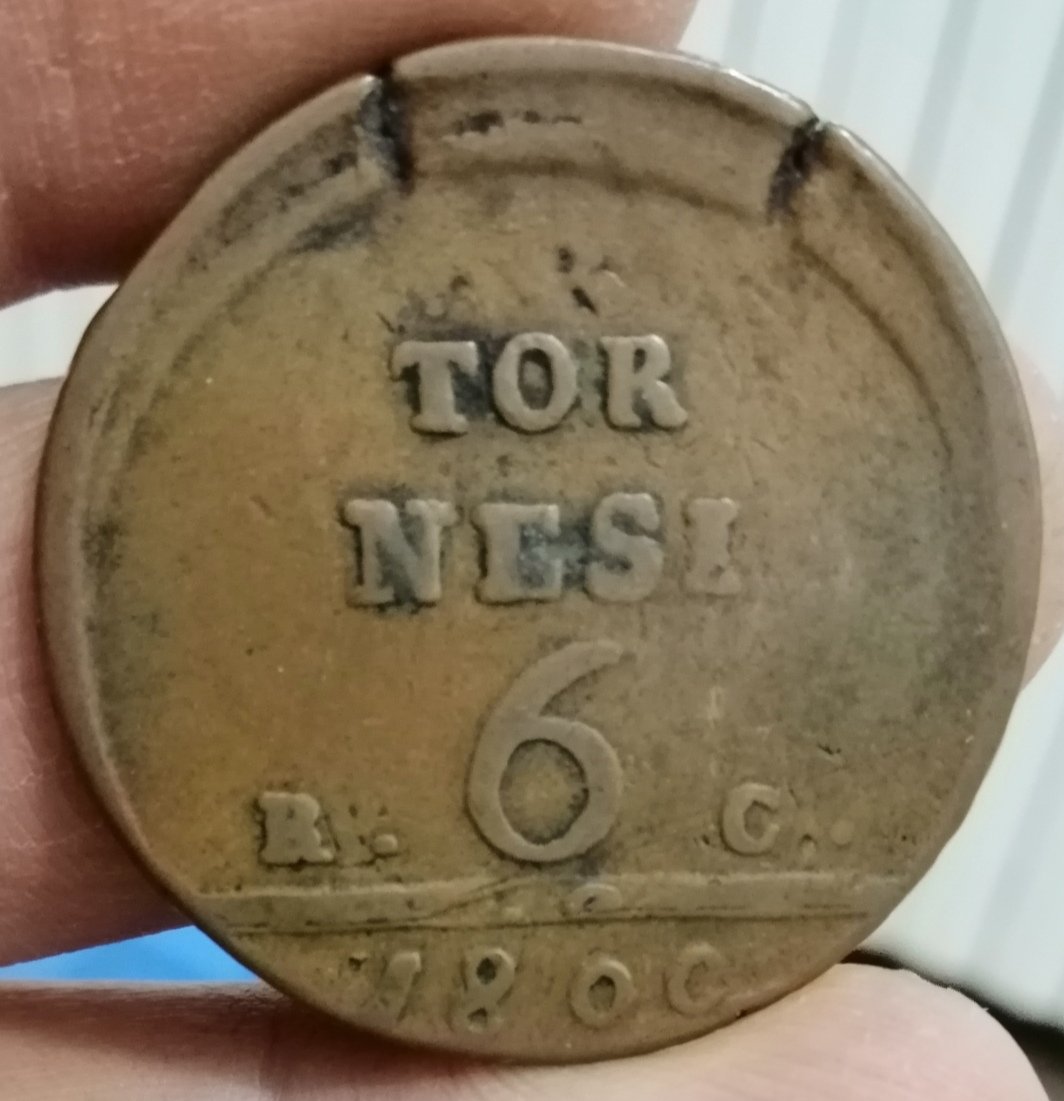 TOR
NESI
6
R. C.
1800